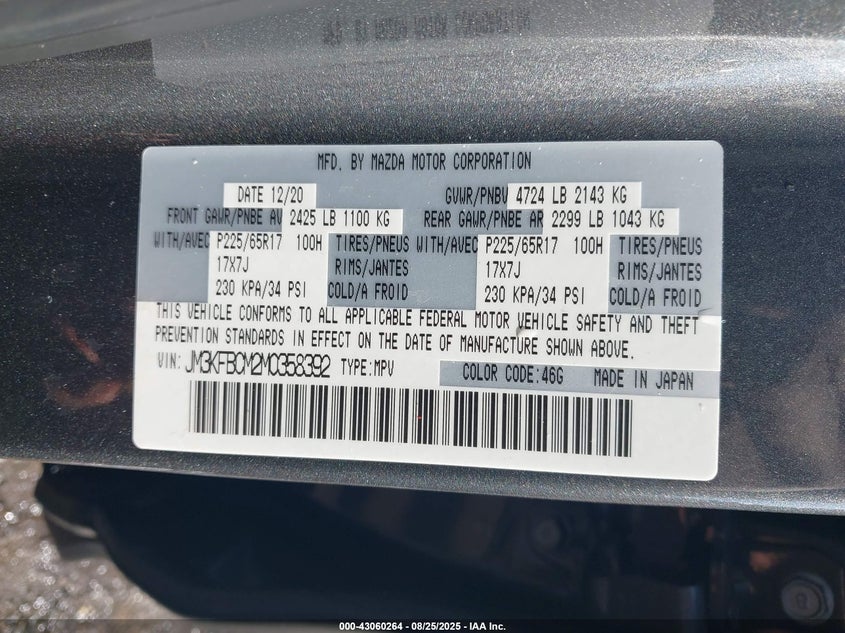 MFD. BY MAZDA MOTOR CORPORATION
DATE 12/20 GVWR/PNBV 4724 LB 2143 KG
FRONT GAWR/PNBE AV 2425 LB 1100 KG REAR GAWR/PNBE AR 2299 LB 1043 KG
WITH/AVEC P225/65R17 100H TIRES/PNEUS WITH/AVEC P225/65R17 100H TIRES/PNEUS
17X7J RIMS/JANTES 17X7J RIMS/JANTES
230 KPA/34 PSI COLD/A FROID 230 KPA/34 PSI COLD/A FROID
THIS VEHICLE CONFORMS TO ALL APPLICABLE FEDERAL MOTOR VEHICLE SAFETY AND THEFT
PREVENTION STANDARDS IN EFFECT ON THE DATE OF MANUFACTURE SHOWN ABOVE.
VIN: JM3KFBCM2M0358392 TYPE:MPV COLOR CODE:46G MADE IN JAPAN
000-43060264 - 08/25/2025 - IAA Inc.